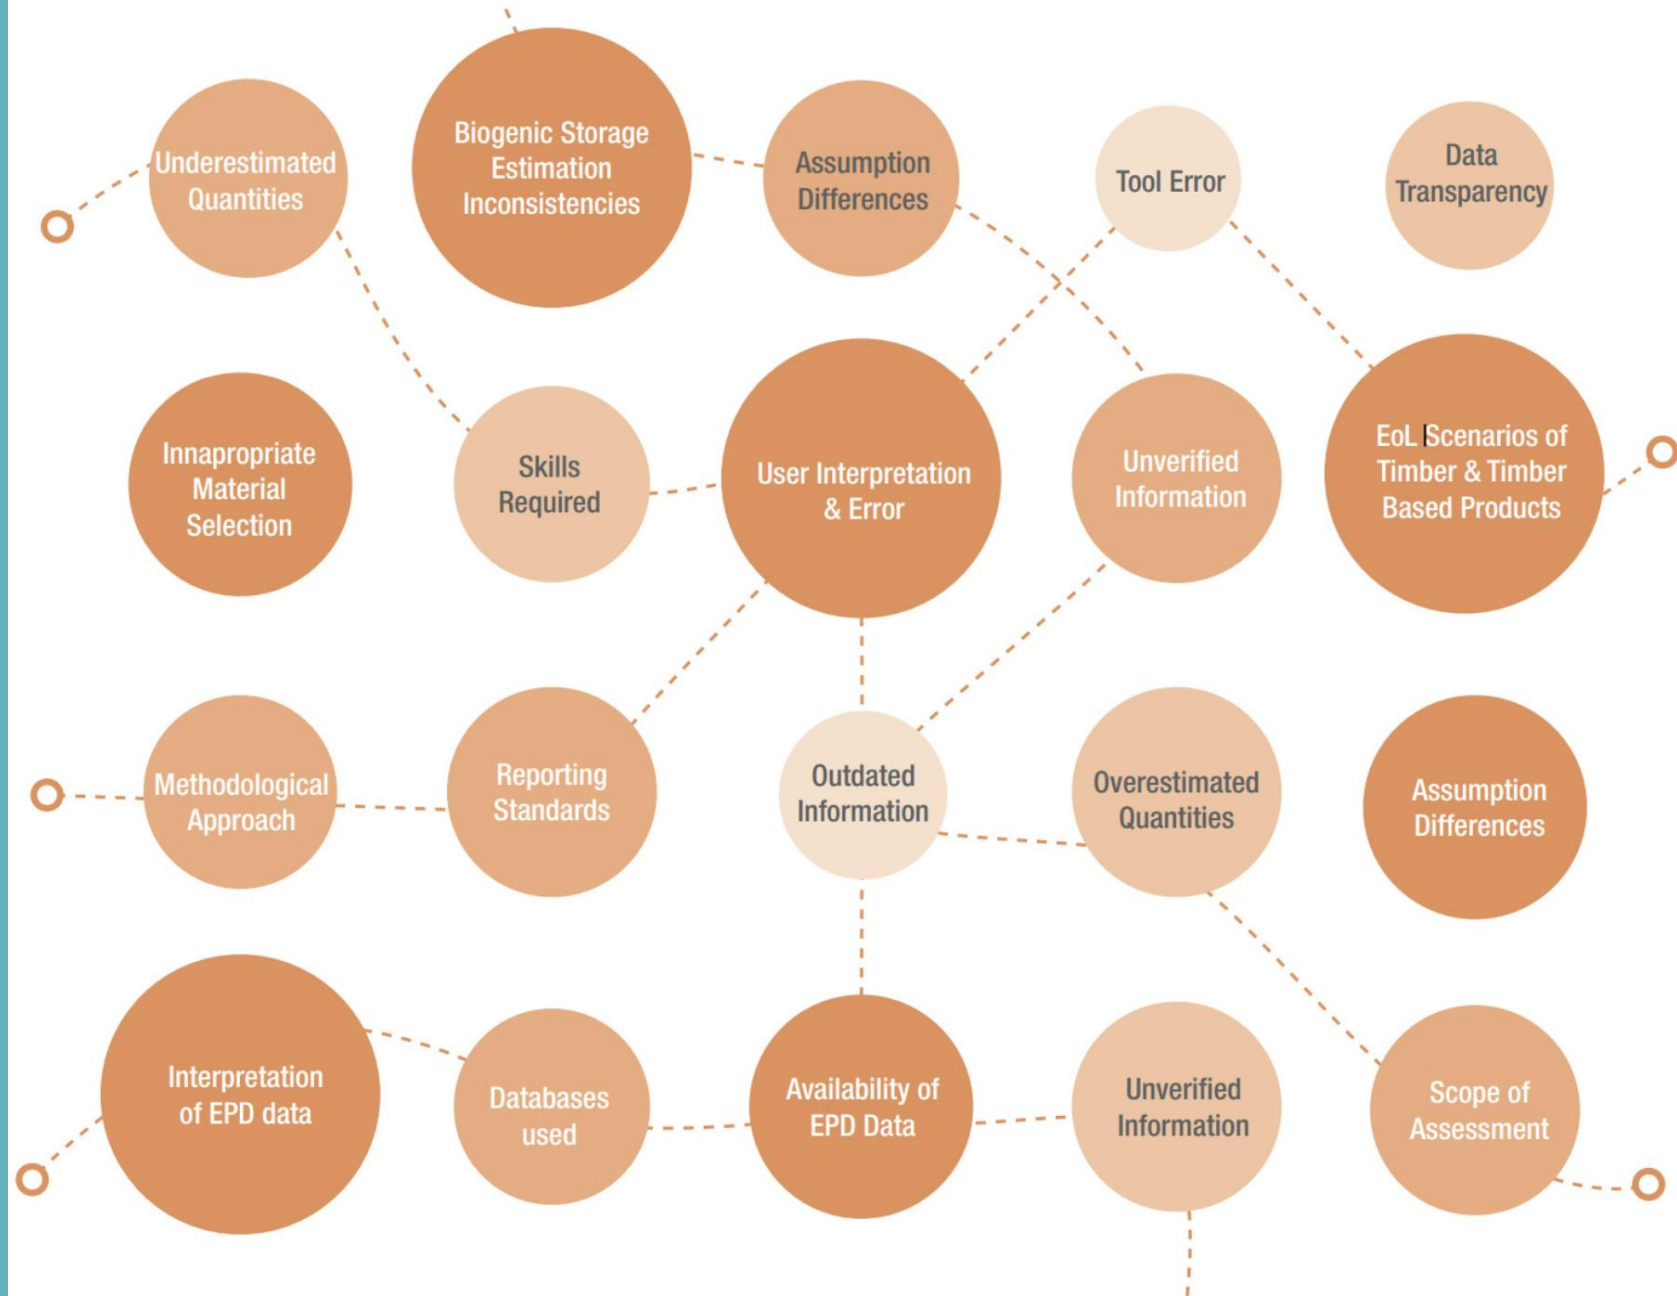 Underestimated
Quantities
Biogenic Storage
Estimation
Inconsistencies
Assumption
Differences
Tool Error
Data
Transparency
Innapropriate
Material
Selection
Skills
Required
User Interpretation
& Error
Unverified
Information
EoL Scenarios of
Timber & Timber
Based Products
Methodological
Approach
Reporting
Standards
Outdated
Information
Overestimated
Quantities
Assumption
Differences
Interpretation
of EPD data
Databases
used
Availability of
EPD Data
Unverified
Information
Scope of
Assessment